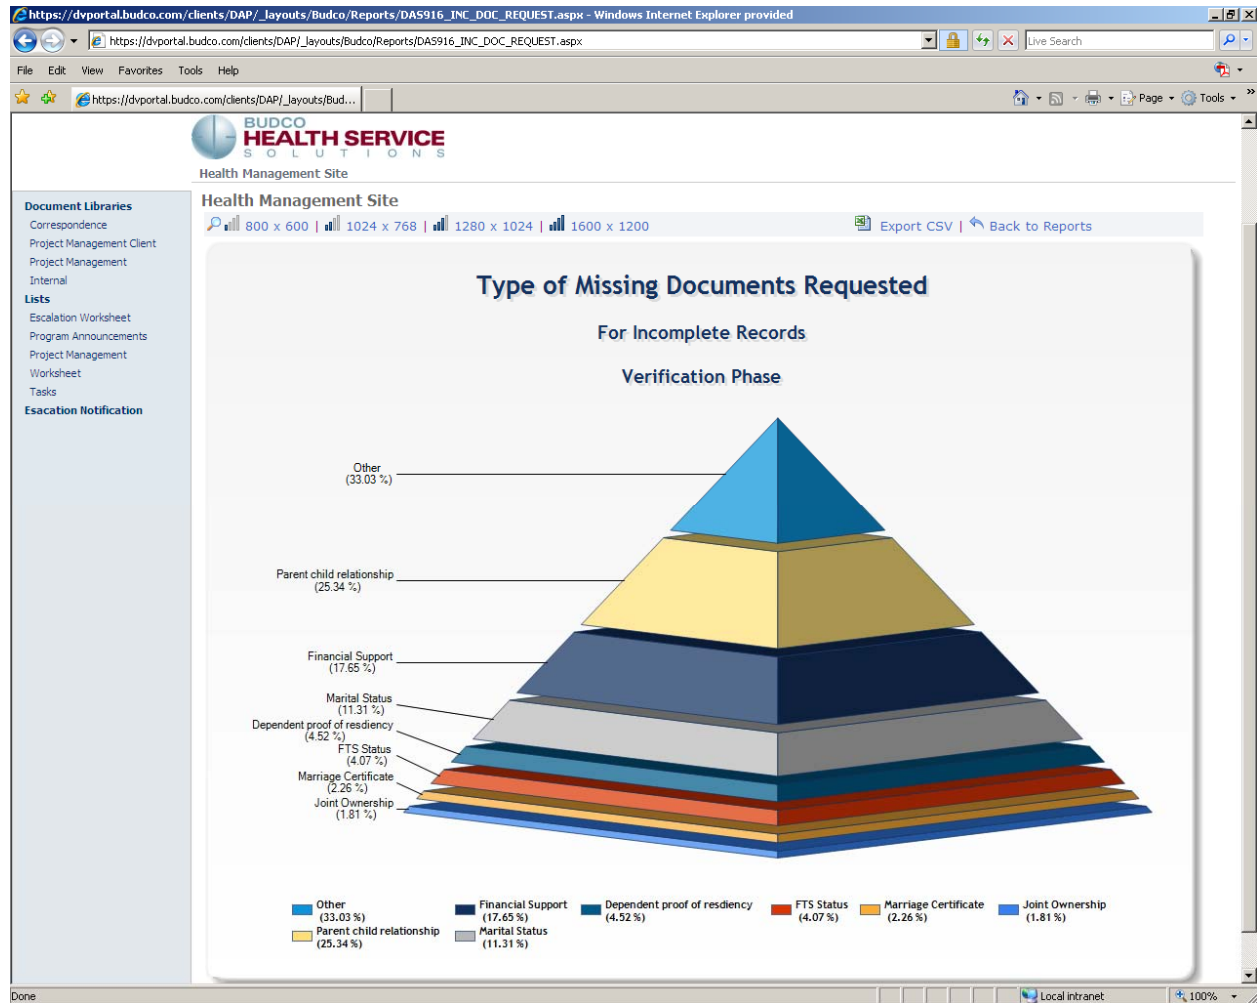 https://dvportal.budco.com/clients/DAP/_layouts/Budco/Reports/DAS916_INC_DOC_REQUEST.aspx - Windows Internet Explorer provided
https://dvportal.budco.com/clients/DAP/_layouts/Budco/Reports/DAS916_INC_DOC_REQUEST.aspx
Live Search
File Edit View Favorites Tools Help
https://dvportal.budco.com/clients/DAP/_layouts/Bud...
Page Tools
BUDCO
HEALTH SERVICE
SOLUTIONS
Health Management Site
Document Libraries
Correspondence
Project Management Client
Project Management
Internal
Lists
Escalation Worksheet
Program Announcements
Project Management
Worksheet
Tasks
Esacation Notification
Health Management Site
800 x 600 | 1024 x 768 | 1280 x 1024 | 1600 x 1200
Export CSV | Back to Reports
Type of Missing Documents Requested
For Incomplete Records
Verification Phase
Other
(33.03 %)
Parent child relationship
(25.34 %)
Financial Support
(17.65 %)
Marital Status
(11.31 %)
Dependent proof of resdiency
(4.52 %)
FTS Status
(4.07 %)
Marriage Certificate
(2.26 %)
Joint Ownership
(1.81 %)
Other
(33.03 %)
Financial Support
(17.65 %)
Dependent proof of resdiency
(4.52 %)
FTS Status
(4.07 %)
Marriage Certificate
(2.26 %)
Joint Ownership
(1.81 %)
Parent child relationship
(25.34 %)
Marital Status
(11.31 %)
Done
Local intranet
100%